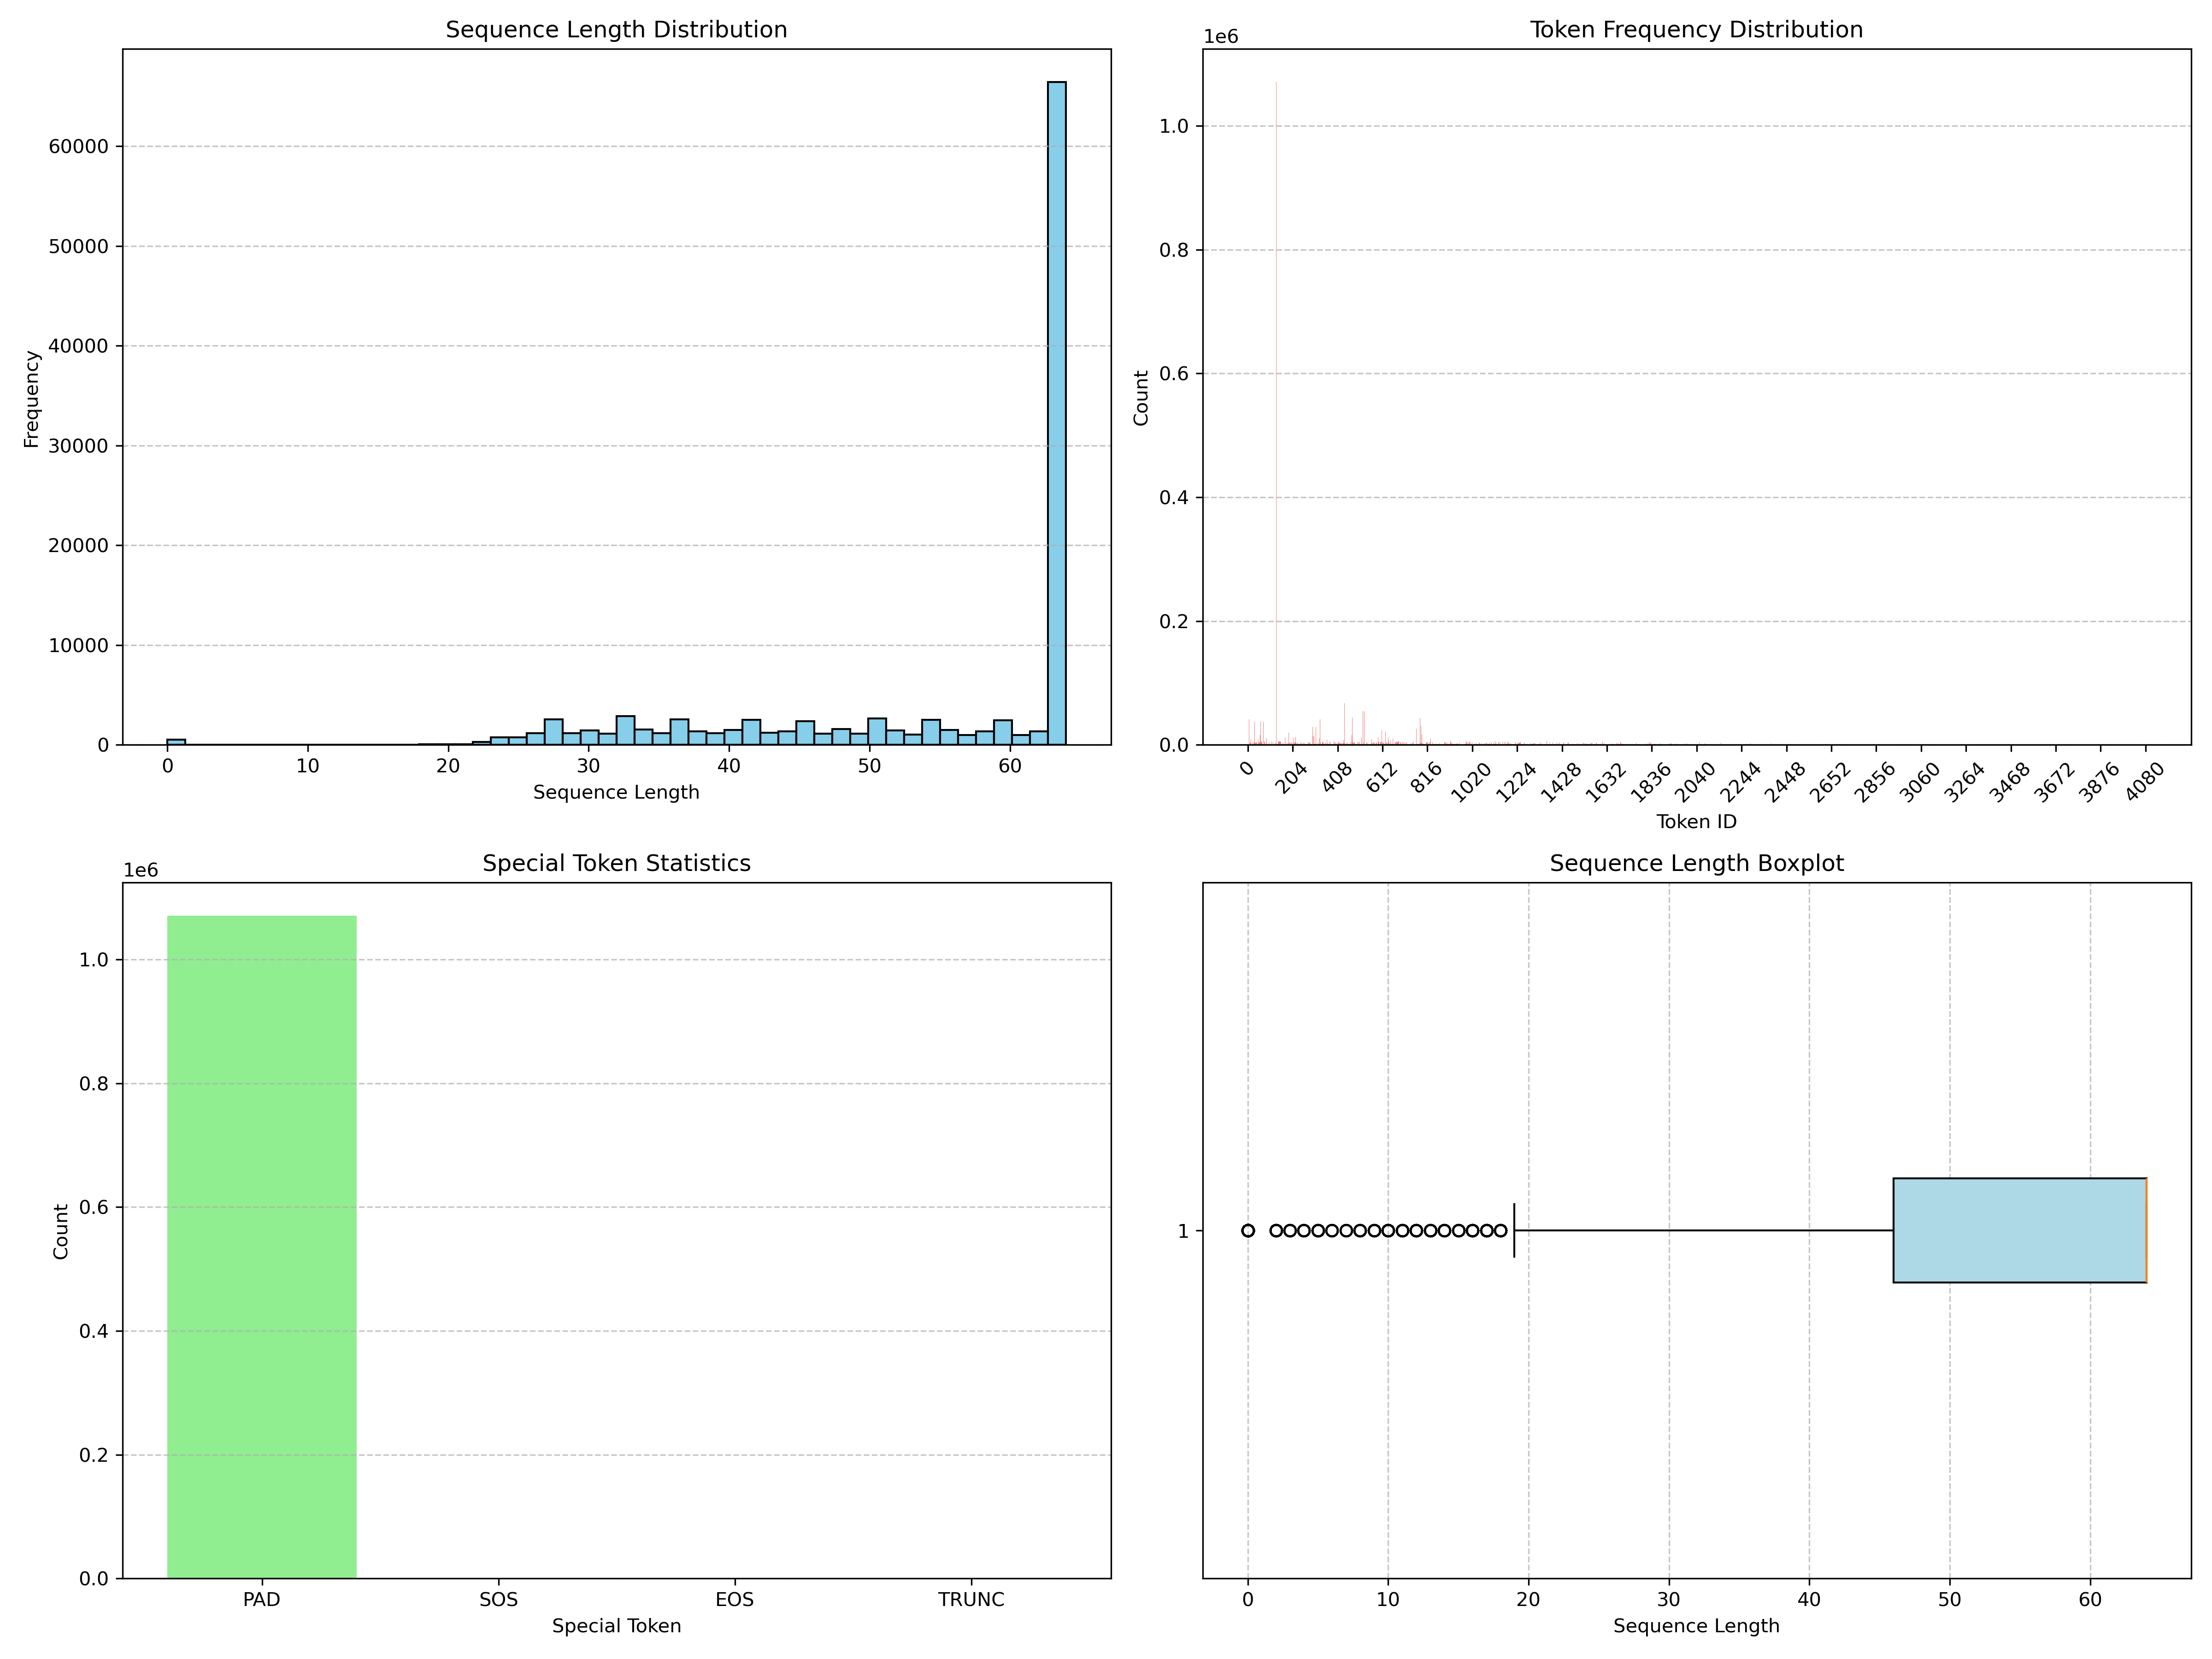 Sequence Length Distribution
Frequency
60000
50000
40000
30000
20000
10000
0
0 10 20 30 40 50 60
Sequence Length
Token Frequency Distribution
1e6
Count
1.0
0.8
0.6
0.4
0.2
0.0
0 204 408 612 816 1020 1224 1428 1632 1836 2040 2244 2448 2652 2856 3060 3264 3468 3672 3876 4080
Token ID
Special Token Statistics
1e6
Count
1.0
0.8
0.6
0.4
0.2
0.0
PAD SOS EOS TRUNC
Special Token
Sequence Length Boxplot
1
0 10 20 30 40 50 60
Sequence Length